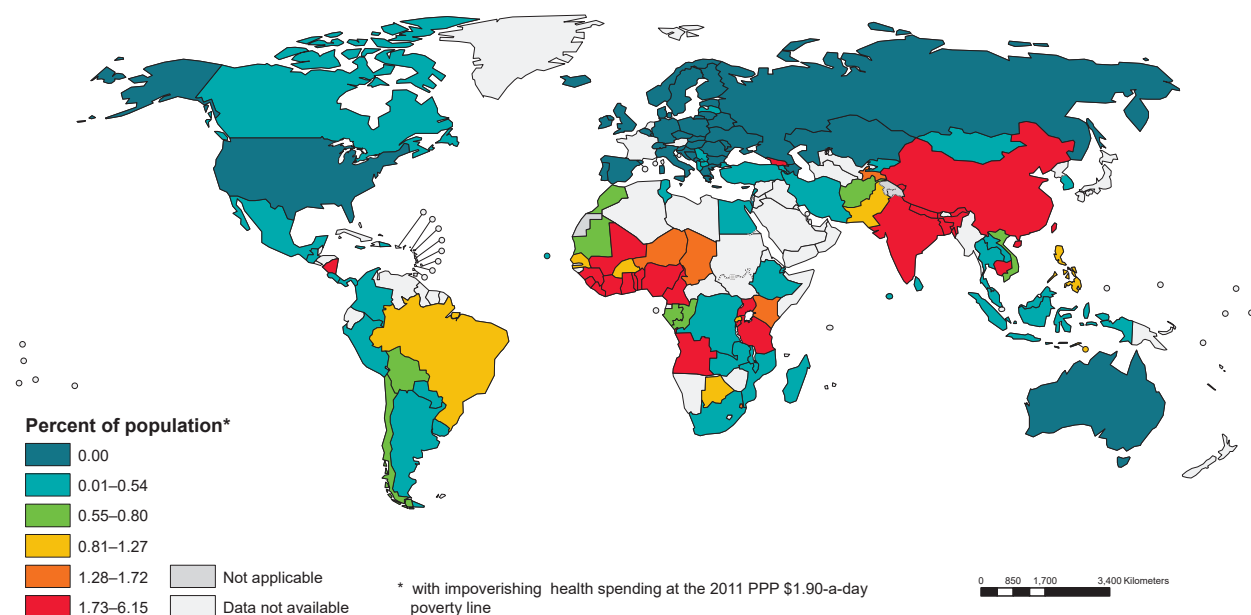 Percent of population*
0.00
0.01–0.54
0.55–0.80
0.81–1.27
1.28–1.72
1.73–6.15
Not applicable
Data not available
* with impoverishing health spending at the 2011 PPP $1.90-a-day
poverty line
0 850 1,700 3,400 Kilometers